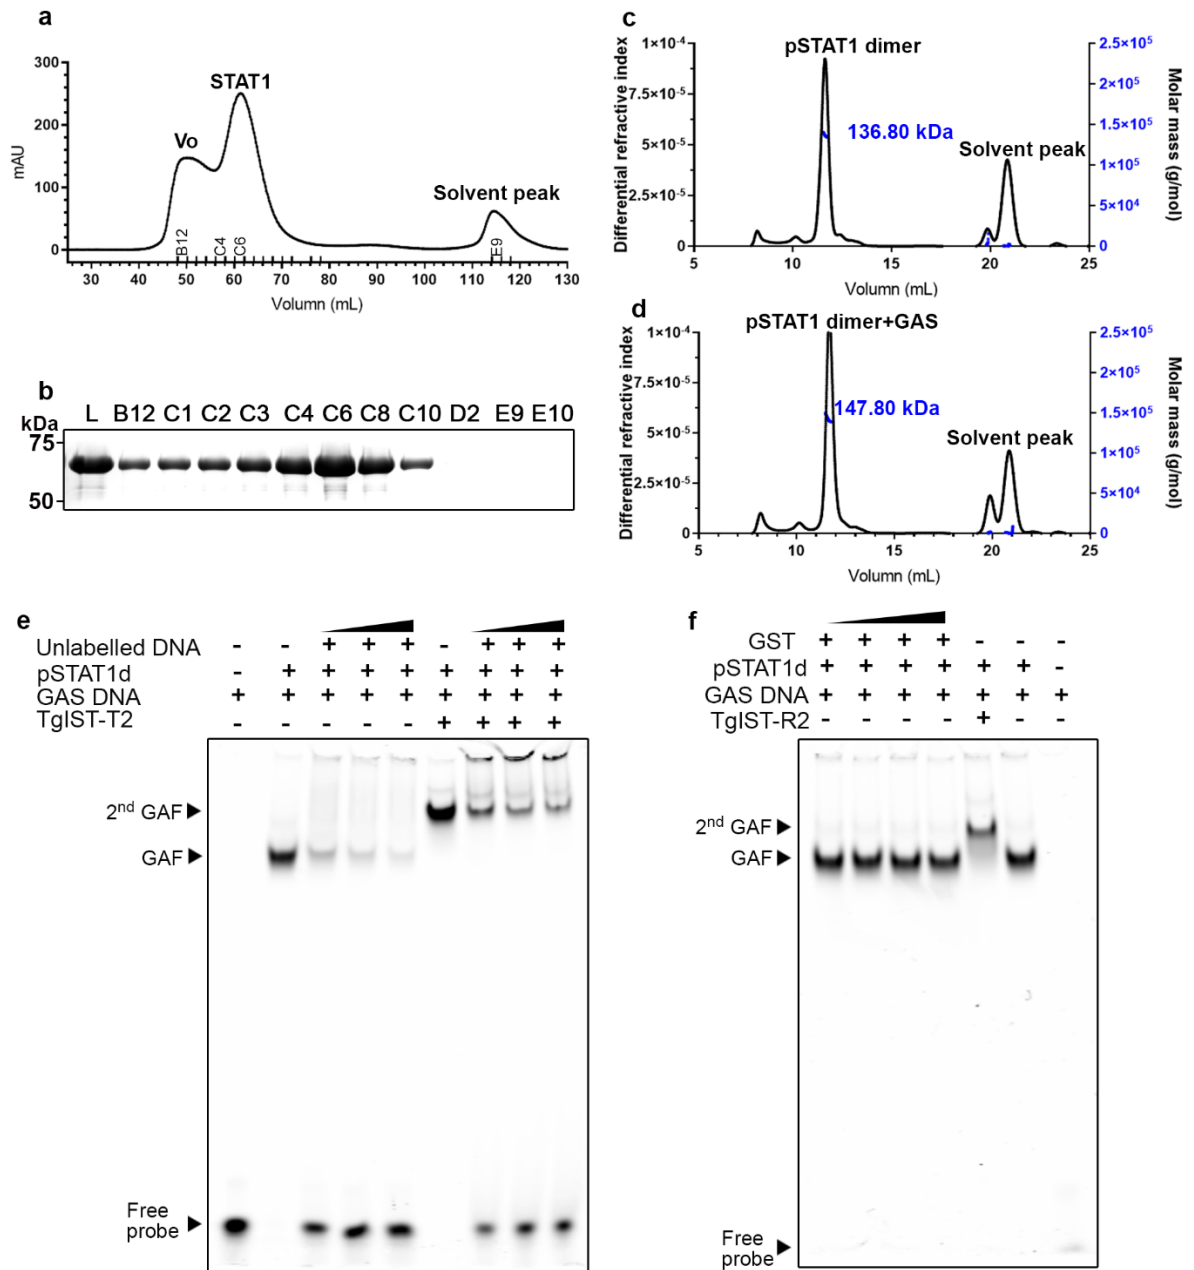 a
300
200
100
0
mAU
STAT1
Vo
Solvent peak
B12
C4
C6
E9
30 40 50 60 70 80 90 100 110 120 130
Volumn (mL)
b
L B12 C1 C2 C3 C4 C6 C8 C10 D2 E9 E10
kDa
75
50
c
pSTAT1 dimer
Differential refractive index
1×10⁻⁴
7.5×10⁻⁵
5×10⁻⁵
2.5×10⁻⁵
0
136.80 kDa
Solvent peak
2.5×10⁵
2×10⁵
1.5×10⁵
1×10⁵
5×10⁴
0
Molar mass (g/mol)
5 10 15 20 25
Volumn (mL)
d
pSTAT1 dimer+GAS
Differential refractive index
1×10⁻⁴
7.5×10⁻⁵
5×10⁻⁵
2.5×10⁻⁵
0
147.80 kDa
Solvent peak
2.5×10⁵
2×10⁵
1.5×10⁵
1×10⁵
5×10⁴
0
Molar mass (g/mol)
5 10 15 20 25
Volumn (mL)
e
Unlabelled DNA - - + + + - + + +
pSTAT1d - + + + + + + + +
GAS DNA + + + + + + + + +
TgIST-T2 - - - - - + + + +
2nd GAF
GAF
Free
probe
f
GST + + + + - - -
pSTAT1d + + + + + + -
GAS DNA + + + + + + +
TgIST-R2 - - - - + - -
2nd GAF
GAF
Free
probe